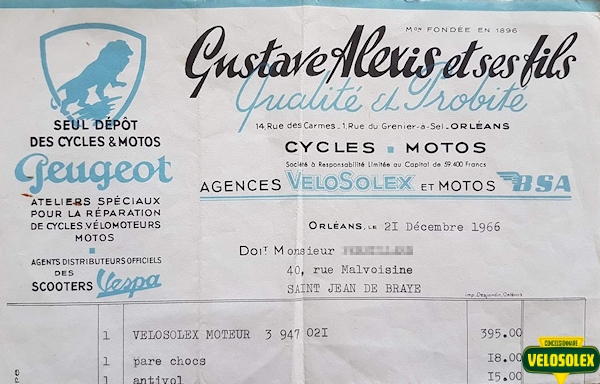 Mon FONDÉE EN 1896
Gustave Alexis et ses fils
Qualité et Probité
14, Rue des Carmes _ 1, Rue du Grenier-à-Sel _ ORLÉANS
CYCLES ▪ MOTOS
Société à Responsabilité Limitée au Capital de 59.400 Francs
AGENCES VELOSOLEX ET MOTOS BSA
SEUL DÉPÔT
DES CYCLES & MOTOS
Peugeot
ATELIERS SPÉCIAUX
POUR LA RÉPARATION
DE CYCLES, VÉLOMOTEURS
MOTOS
AGENTS DISTRIBUTEURS OFFICIELS
DES
SCOOTERS Vespa
ORLÉANS, LE 2I Décembre 1966
DOIT Monsieur
40, rue Malvoisine
SAINT JEAN DE BRAYE
Imp. Desjardin, Orléans
1 VELOSOLEX MOTEUR 3 947 02I 395.00
1 pare chocs 18.00
1 antivol 15.00
CONCESSIONNAIRE
VELOSOLEX